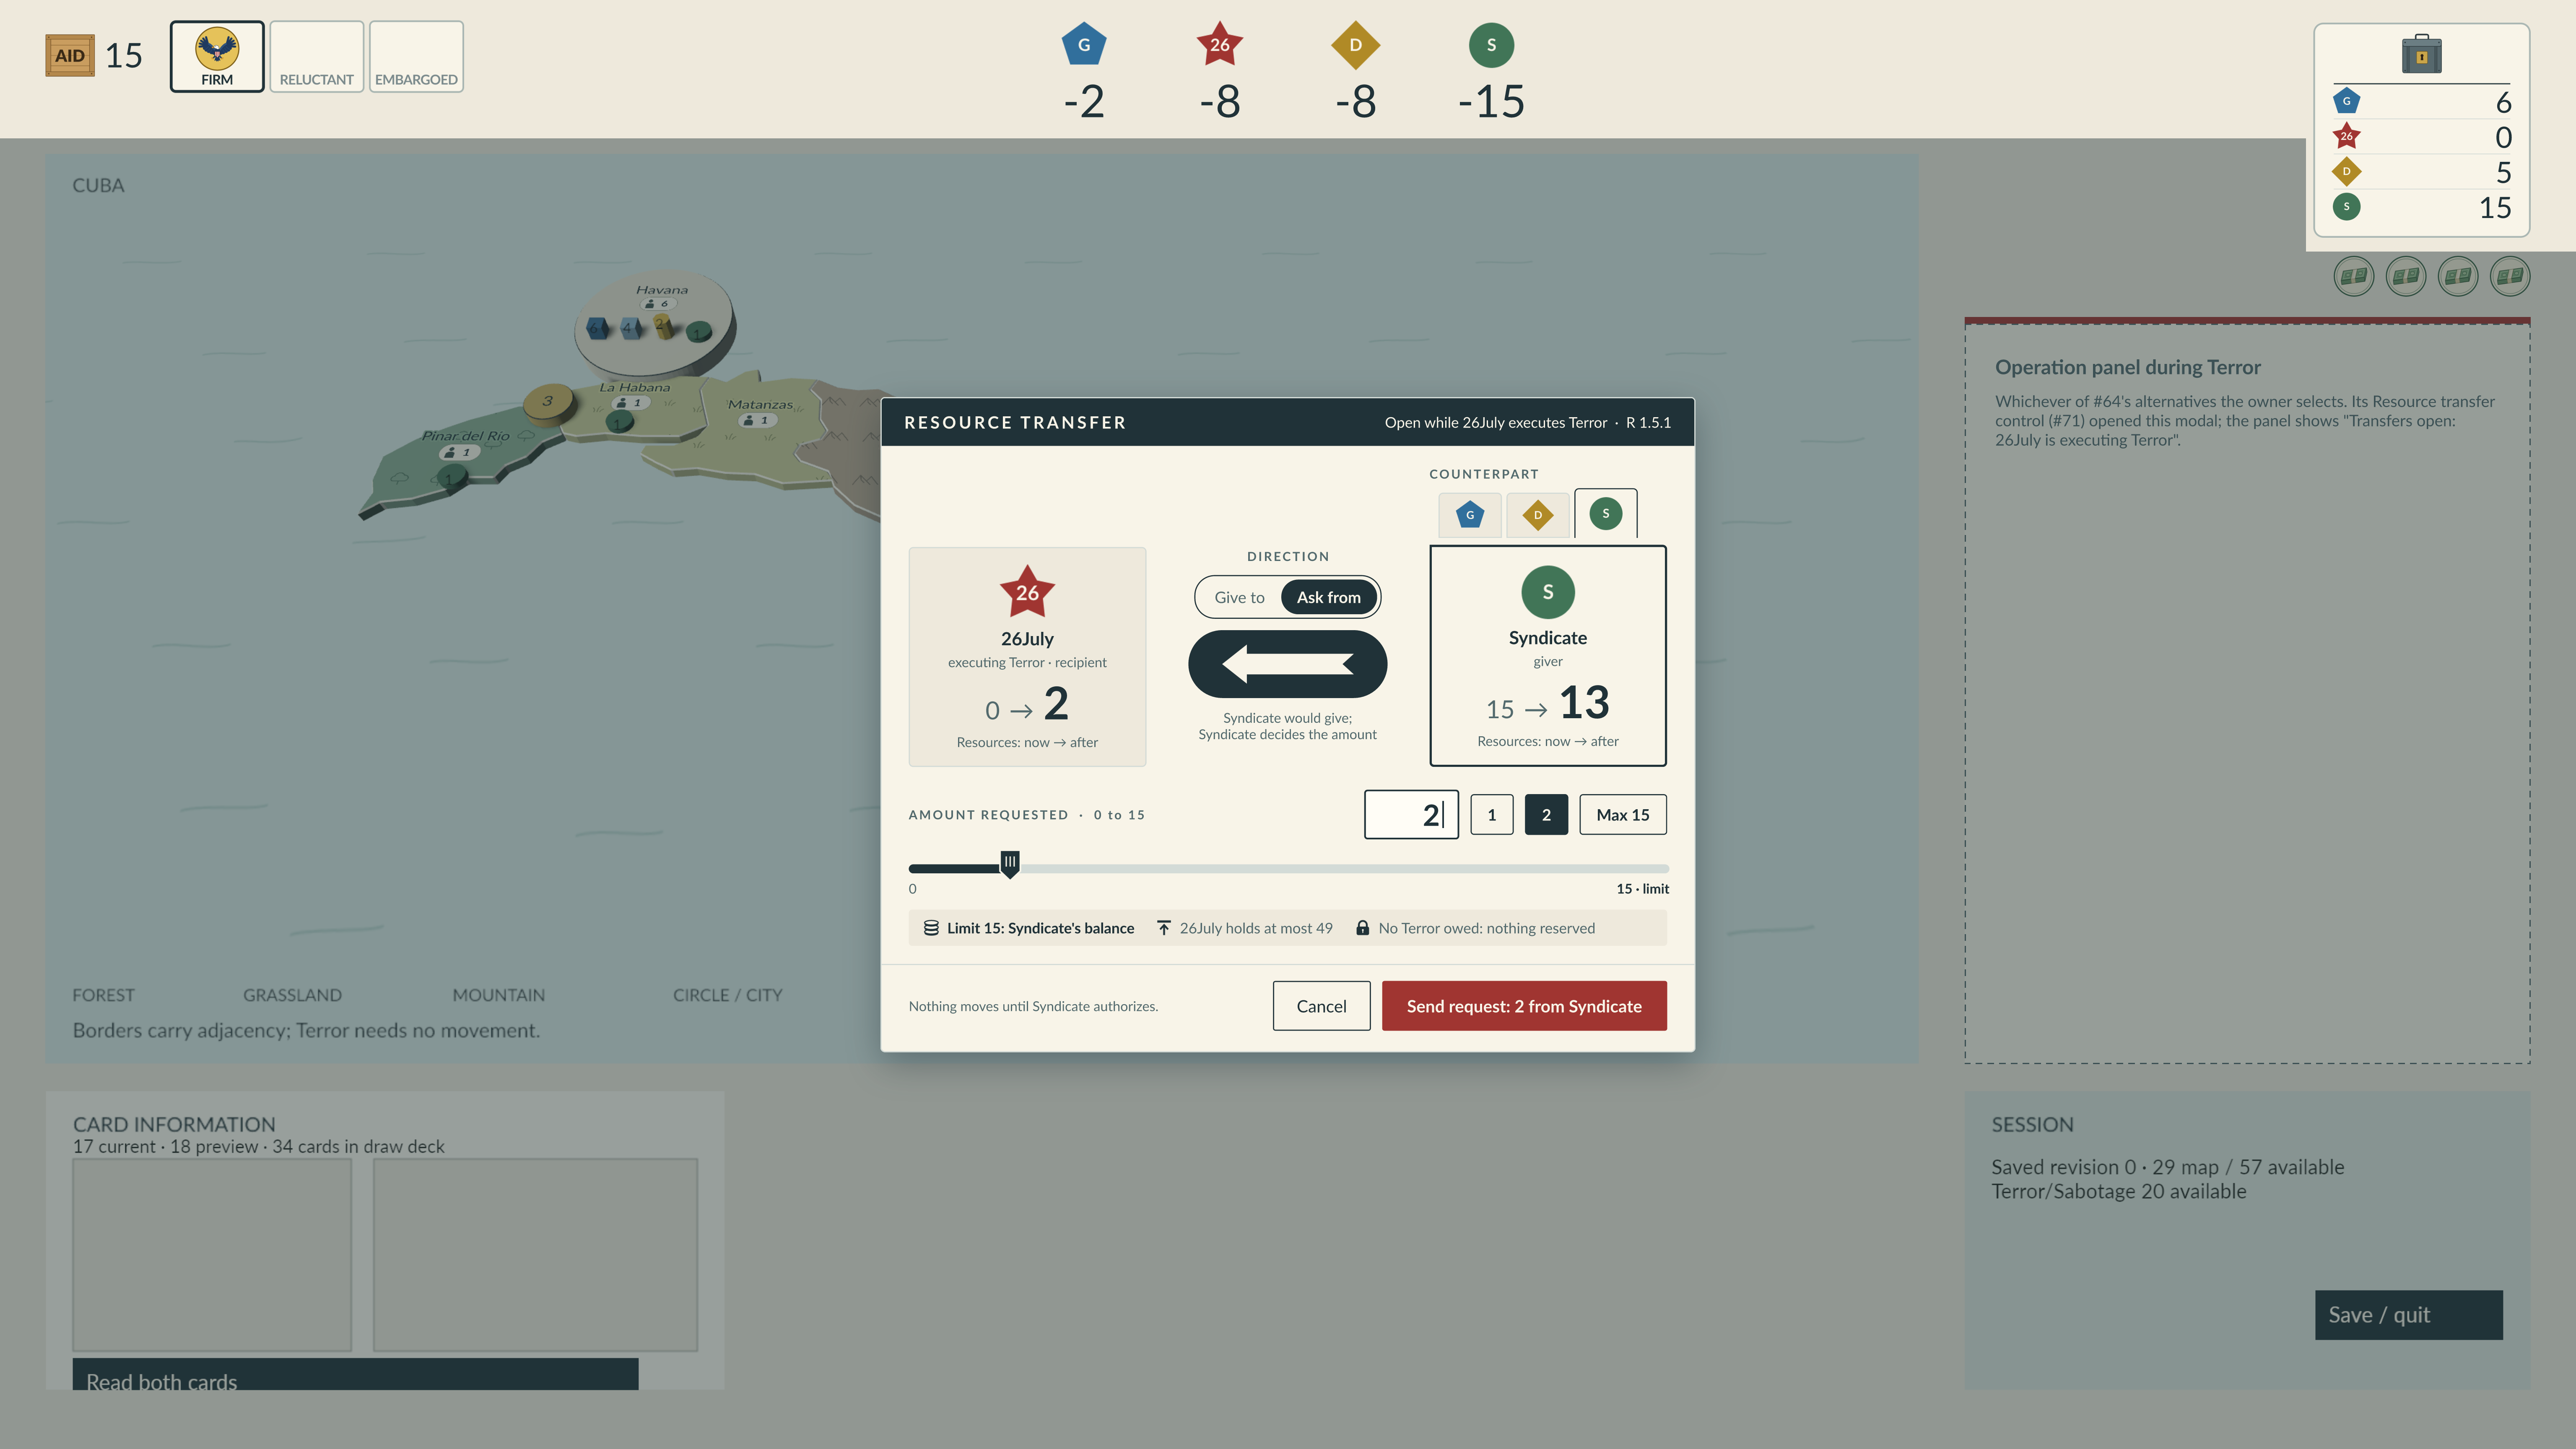 AID 15
FIRM
RELUCTANT
EMBARGOED
G
26
D
S
-2
-8
-8
-15
G 6
26 0
D 5
S 15
CUBA
Havana
6
6 4 2 1
La Habana
1
3
1
Matanzas
1
Pinar del Rio
1
1
FOREST
GRASSLAND
MOUNTAIN
CIRCLE / CITY
Borders carry adjacency; Terror needs no movement.
RESOURCE TRANSFER
Open while 26July executes Terror · R 1.5.1
COUNTERPART
G
D
S
26
26July
executing Terror · recipient
0 → 2
Resources: now → after
DIRECTION
Give to
Ask from
Syndicate would give;
Syndicate decides the amount
S
Syndicate
giver
15 → 13
Resources: now → after
AMOUNT REQUESTED · 0 to 15
2
1
2
Max 15
0
15 · limit
Limit 15: Syndicate's balance
26July holds at most 49
No Terror owed: nothing reserved
Nothing moves until Syndicate authorizes.
Cancel
Send request: 2 from Syndicate
Operation panel during Terror
Whichever of #64's alternatives the owner selects. Its Resource transfer
control (#71) opened this modal; the panel shows "Transfers open:
26July is executing Terror".
CARD INFORMATION
17 current · 18 preview · 34 cards in draw deck
Read both cards
SESSION
Saved revision 0 · 29 map / 57 available
Terror/Sabotage 20 available
Save / quit